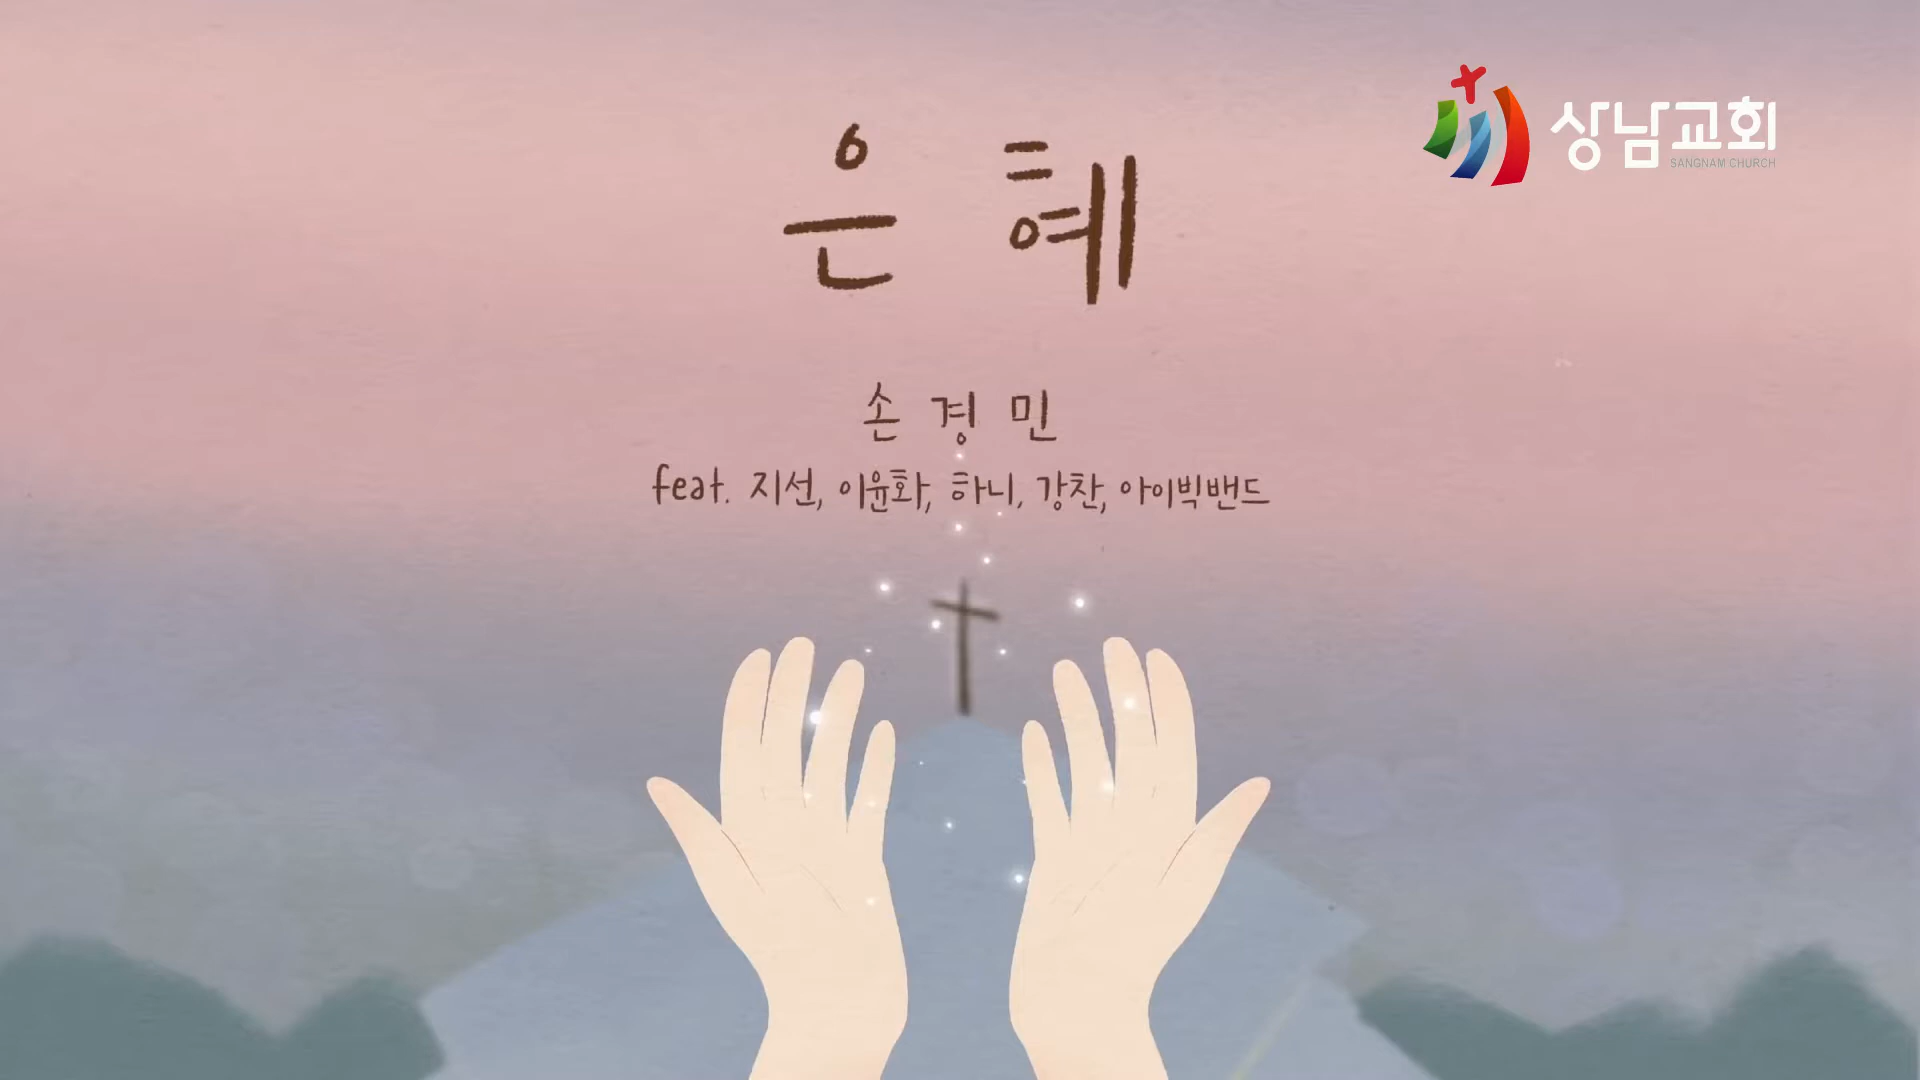 은 혜
상남교회
SANGNAM CHURCH
손 경 민
feat. 지선, 이윤화, 하니, 강찬, 아이빅밴드